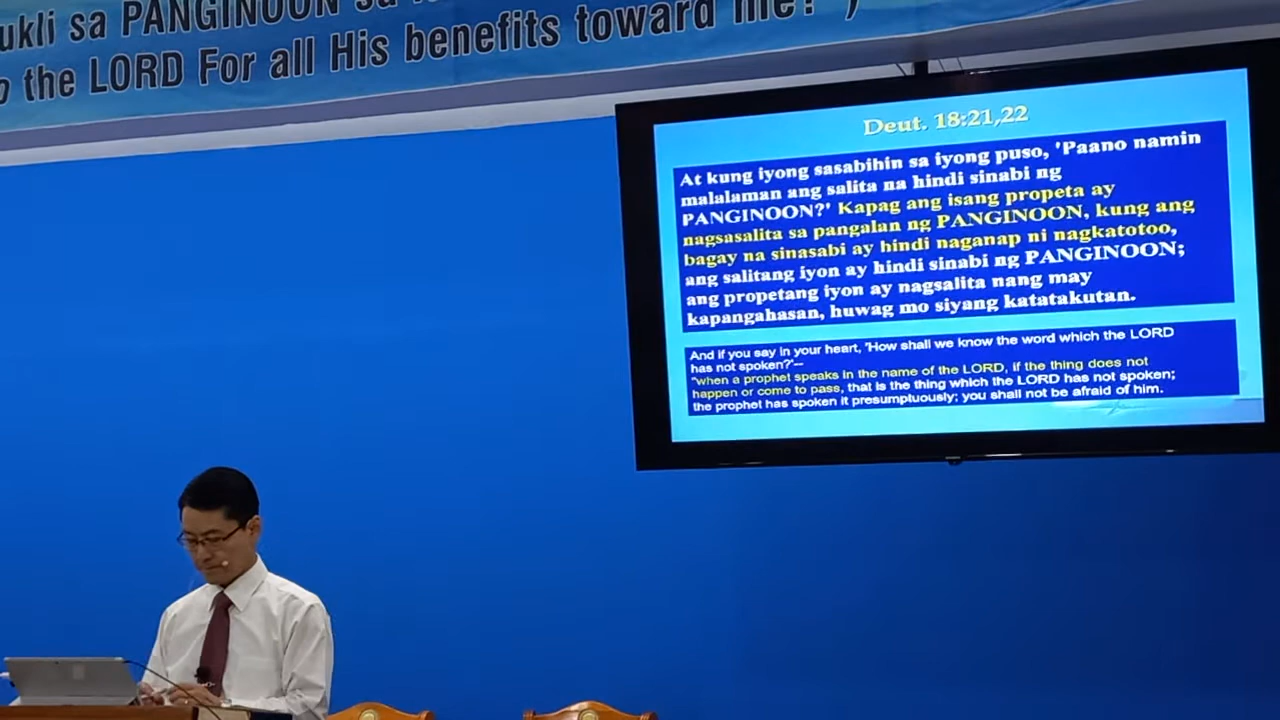 ukli sa PANGINOON sa
the LORD For all His benefits toward me? )
Deut. 18:21,22
At kung iyong sasabihin sa iyong puso, 'Paano namin
malalaman ang salita na hindi sinabi ng
PANGINOON?' Kapag ang isang propeta ay
nagsasalita sa pangalan ng PANGINOON, kung ang
bagay na sinasabi ay hindi naganap ni nagkatotoo,
ang salitang iyon ay hindi sinabi ng PANGINOON;
ang propetang iyon ay nagsalita nang may
kapangahasan, huwag mo siyang katatakutan.
And if you say in your heart, 'How shall we know the word which the LORD
has not spoken?'--
"when a prophet speaks in the name of the LORD, if the thing does not
happen or come to pass, that is the thing which the LORD has not spoken;
the prophet has spoken it presumptuously; you shall not be afraid of him.